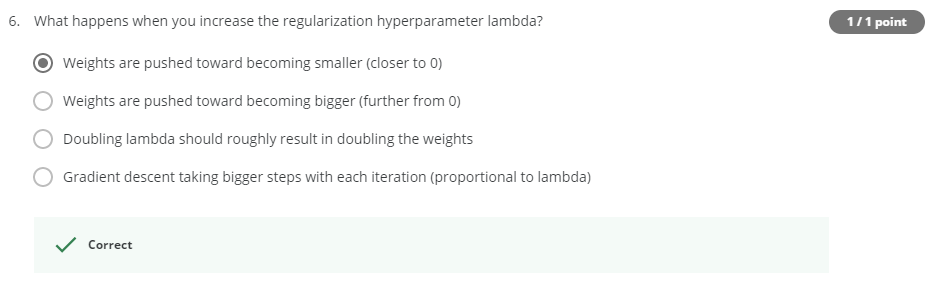 6. What happens when you increase the regularization hyperparameter lambda?
1 / 1 point
Weights are pushed toward becoming smaller (closer to 0)
Weights are pushed toward becoming bigger (further from 0)
Doubling lambda should roughly result in doubling the weights
Gradient descent taking bigger steps with each iteration (proportional to lambda)
Correct